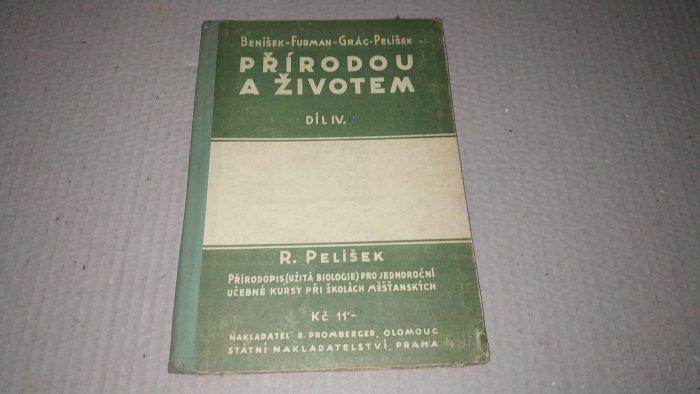 Benišek-Furman-Grác-Pelíšek
PŘÍRODOU
A ŽIVOTEM
DÍL IV.
R. Pelíšek
Přírodopis (užitá biologie) pro jednoroční
učebné kursy při školách měšťanských
Kč 11·-
Nakladatel R. Promberger, Olomouc
Státní nakladatelství, Praha